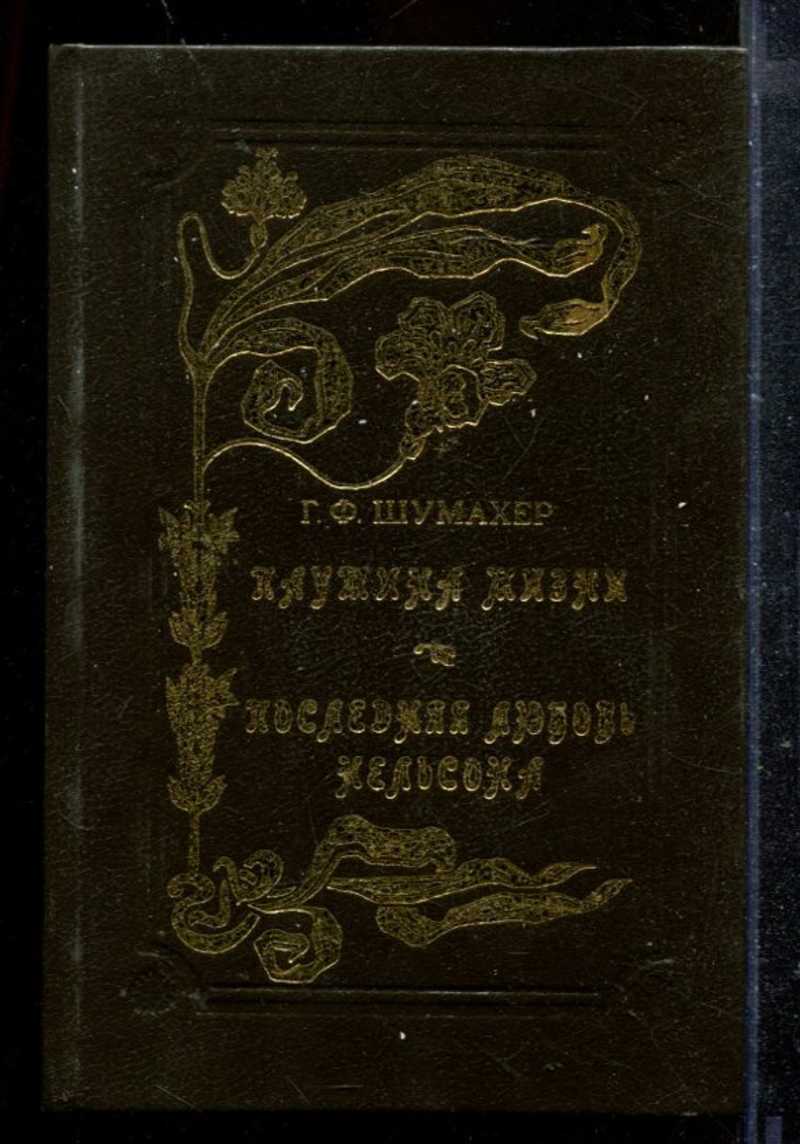 Г. Ф. ШУМАХЕР
ПАУТИНА ЖИЗНИ
ПОСЛЕДНЯЯ ЛЮБОВЬ
НЕЛЬСОНА